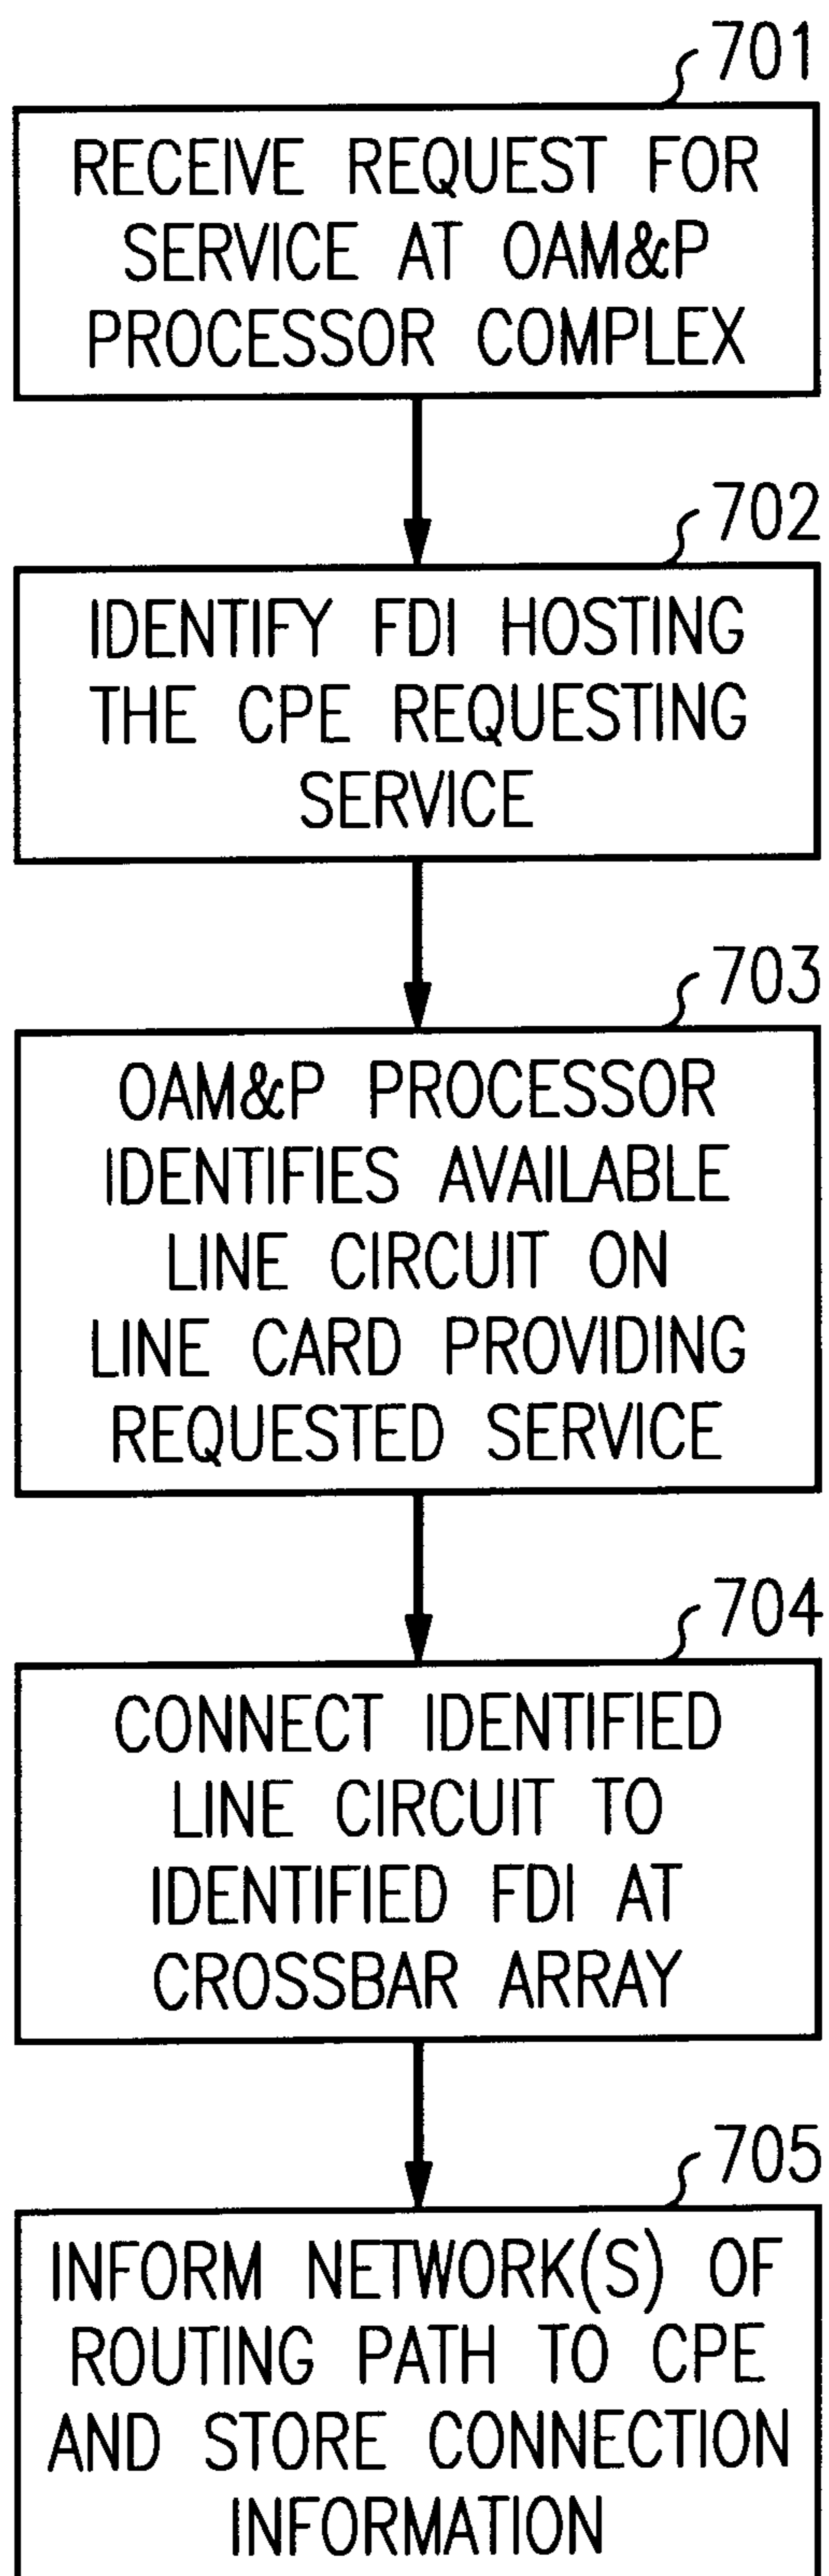 701
RECEIVE REQUEST FOR
SERVICE AT OAM&P
PROCESSOR COMPLEX
702
IDENTIFY FDI HOSTING
THE CPE REQUESTING
SERVICE
703
OAM&P PROCESSOR
IDENTIFIES AVAILABLE
LINE CIRCUIT ON
LINE CARD PROVIDING
REQUESTED SERVICE
704
CONNECT IDENTIFIED
LINE CIRCUIT TO
IDENTIFIED FDI AT
CROSSBAR ARRAY
705
INFORM NETWORK(S) OF
ROUTING PATH TO CPE
AND STORE CONNECTION
INFORMATION